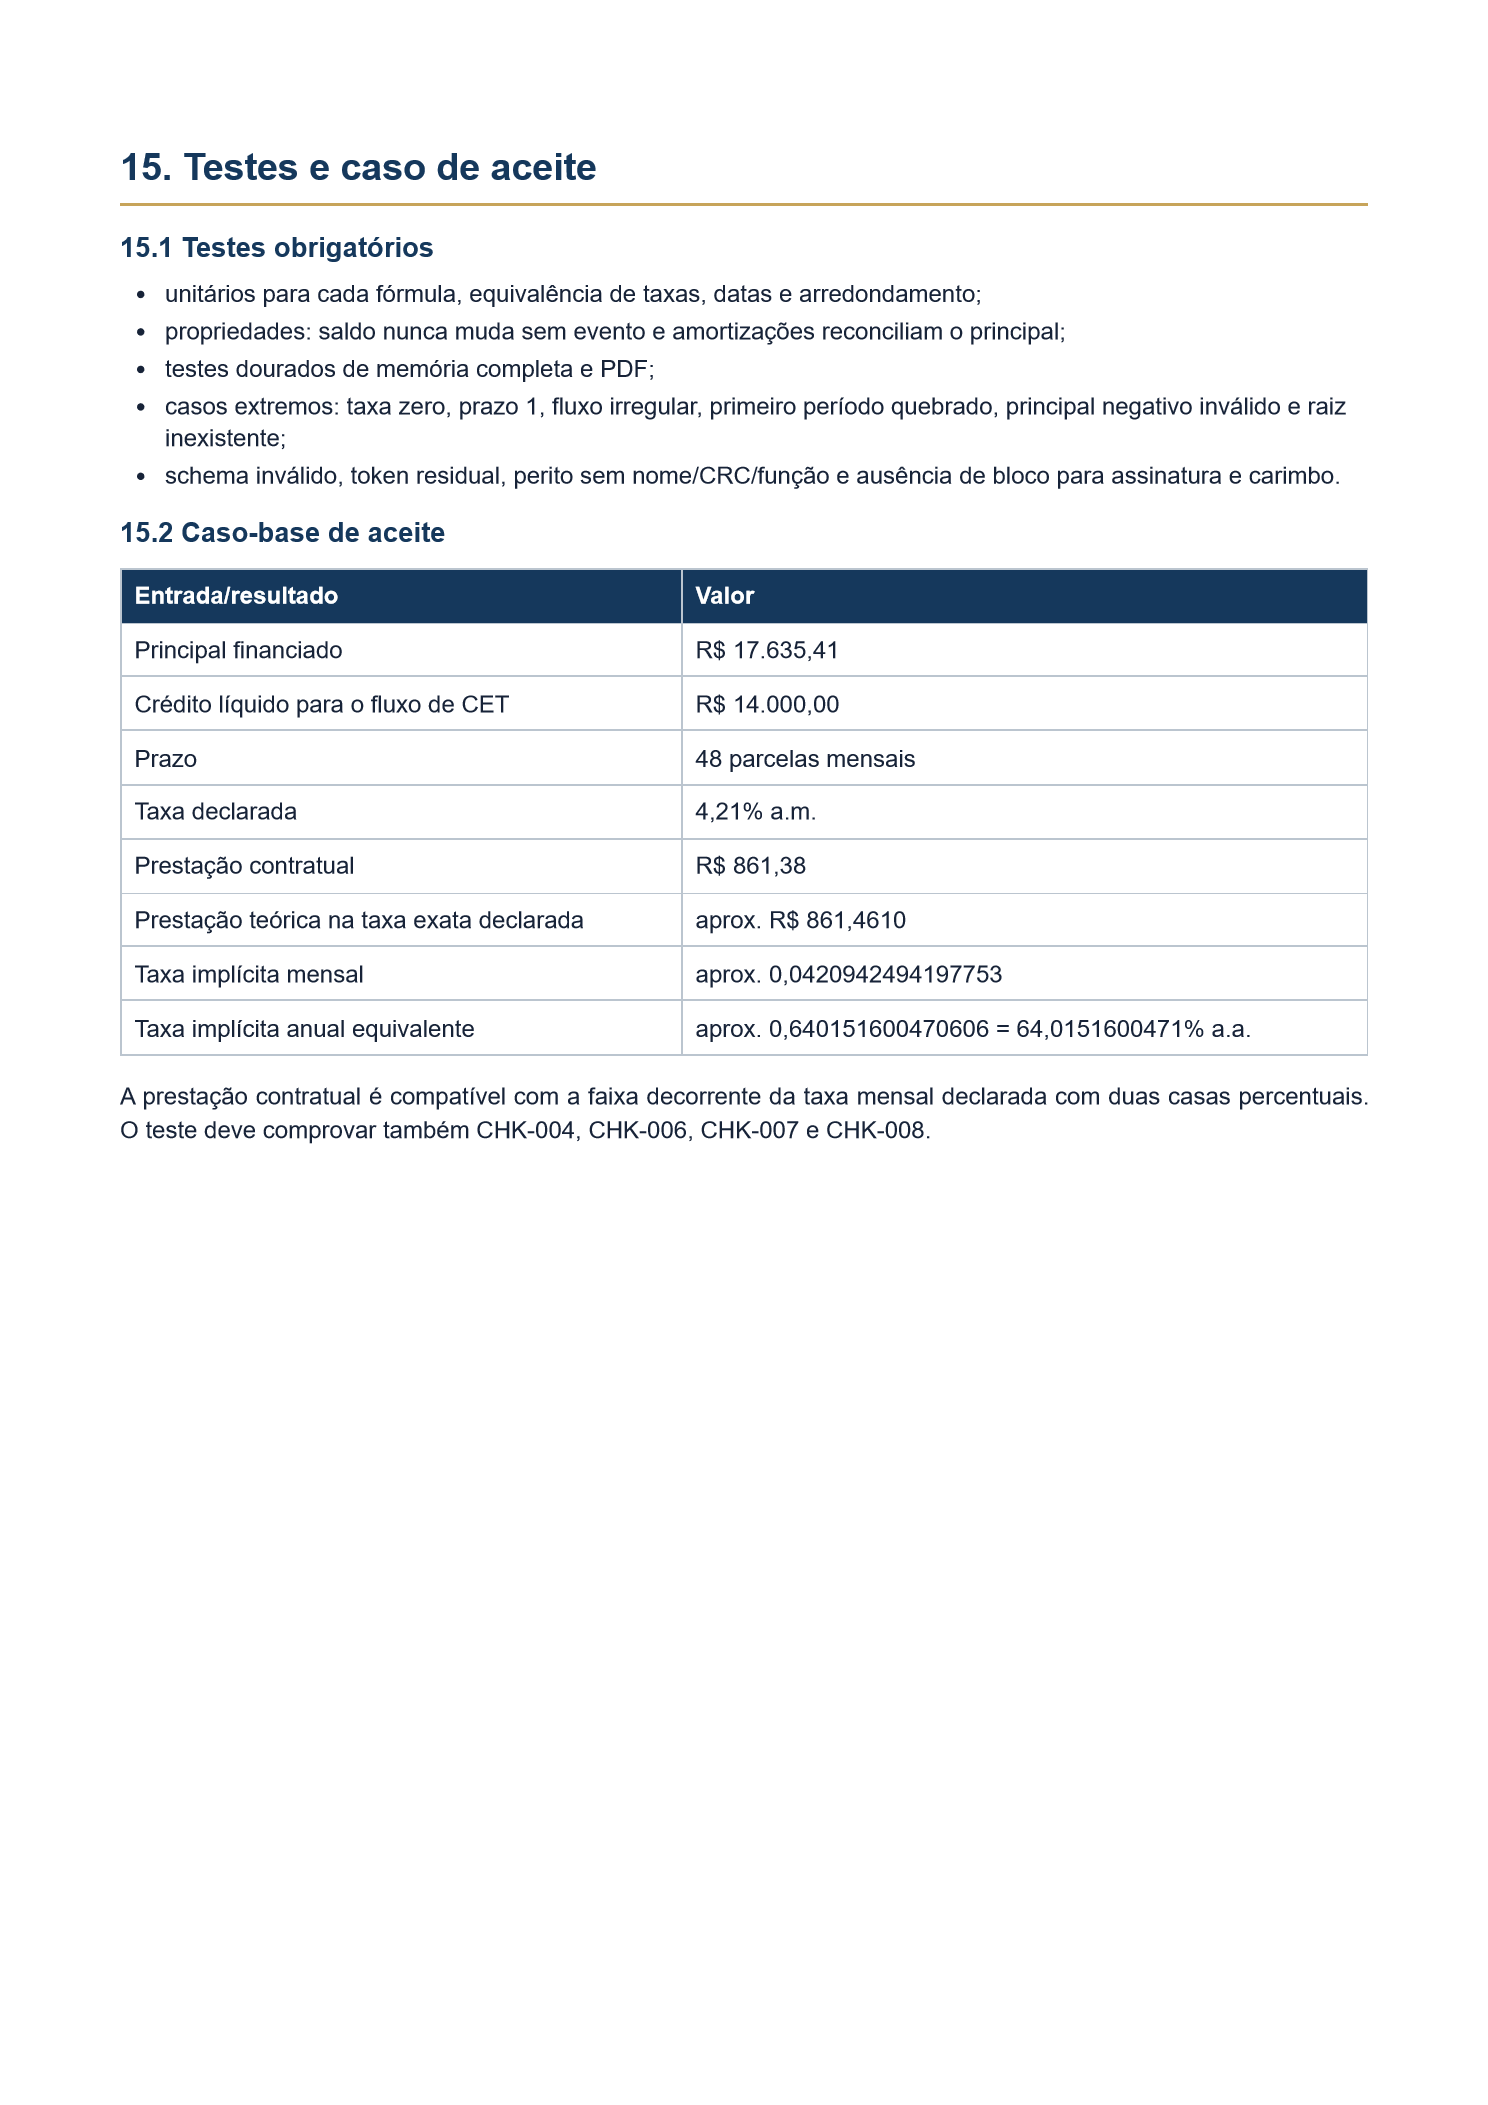 15. Testes e caso de aceite
15.1 Testes obrigatórios
• unitários para cada fórmula, equivalência de taxas, datas e arredondamento;
• propriedades: saldo nunca muda sem evento e amortizações reconciliam o principal;
• testes dourados de memória completa e PDF;
• casos extremos: taxa zero, prazo 1, fluxo irregular, primeiro período quebrado, principal negativo inválido e raiz
inexistente;
• schema inválido, token residual, perito sem nome/CRC/função e ausência de bloco para assinatura e carimbo.
15.2 Caso-base de aceite
Entrada/resultado Valor
Principal financiado R$ 17.635,41
Crédito líquido para o fluxo de CET R$ 14.000,00
Prazo 48 parcelas mensais
Taxa declarada 4,21% a.m.
Prestação contratual R$ 861,38
Prestação teórica na taxa exata declarada aprox. R$ 861,4610
Taxa implícita mensal aprox. 0,0420942494197753
Taxa implícita anual equivalente aprox. 0,640151600470606 = 64,0151600471% a.a.
A prestação contratual é compatível com a faixa decorrente da taxa mensal declarada com duas casas percentuais.
O teste deve comprovar também CHK-004, CHK-006, CHK-007 e CHK-008.